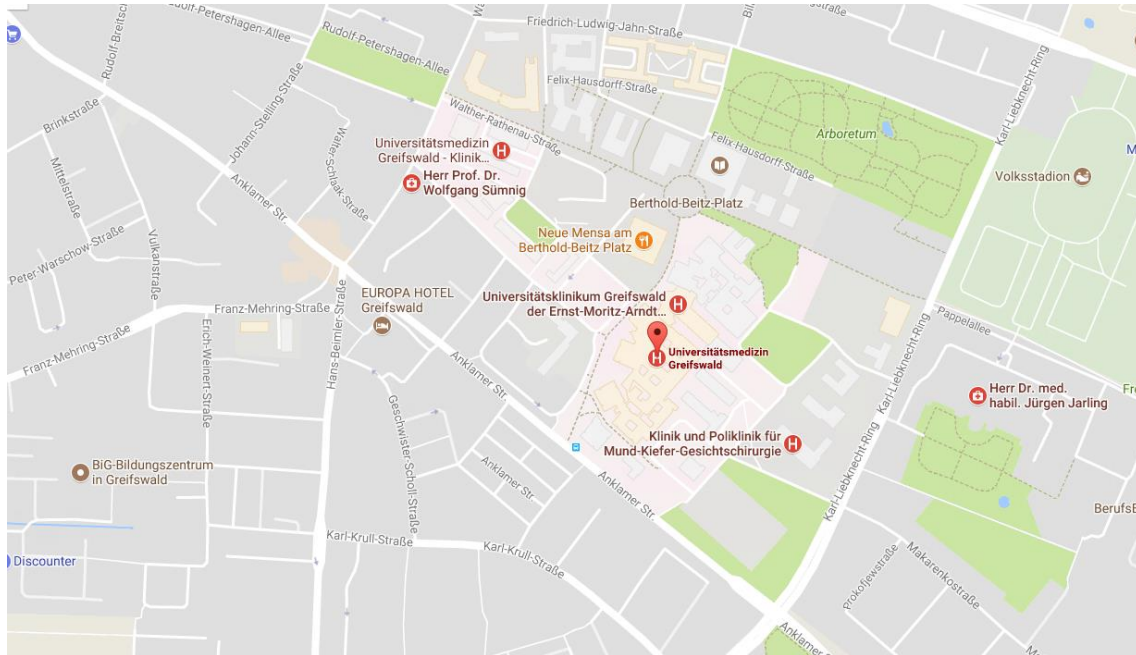 Friedrich-Ludwig-Jahn-Straße
Rudolf-Petershagen-Allee
Rudolf-Petershagen-Allee
Rudolf-Breitsch
Karl-Liebknecht-Ring
Felix-Hausdorff-Straße
Brinkstraße
Johann-Stelling-Straße
Walther-Rathenau-Straße
Walter-Schlaak-Straße
Felix-Hausdorff-Straße
Arboretum
Universitätsmedizin
Greifswald - Klinik...
Mittelstraße
Anklamer Str.
Herr Prof. Dr.
Wolfgang Sümnig
Volksstadion
Berthold-Beitz-Platz
Neue Mensa am
Berthold-Beitz Platz
Peter-Warschow-Straße
Vulkanstraße
EUROPA HOTEL
Greifswald
Universitätsklinikum Greifswald
der Ernst-Moritz-Arndt...
Franz-Mehring-Straße
Franz-Mehring-Straße
Pappelallee
Hans-Beimler-Straße
Erich-Weinert-Straße
Universitätsmedizin
Greifswald
Karl-Liebknecht-Ring
Anklamer Str.
Herr Dr. med.
habil. Jürgen Jarling
Geschwister-Scholl-Straße
Klinik und Poliklinik für
Mund-Kiefer-Gesichtschirurgie
BiG-Bildungszentrum
in Greifswald
Anklamer Str.
Anklamer Str.
Karl-Liebknecht-Ring
BerufsB
Karl-Krull-Straße
Karl-Krull-Straße
Discounter
Prokofjewstraße
Makarenkostraße
Anklamer Str.